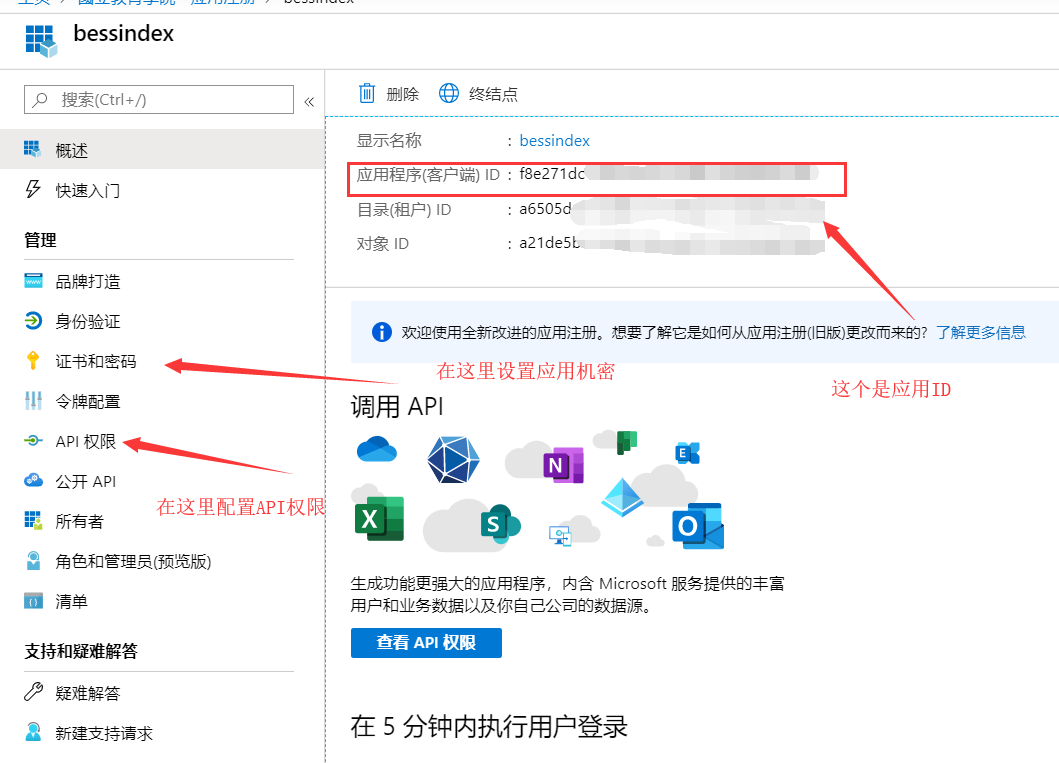 bessindex
搜索(Ctrl+/)
«
概述
快速入门
管理
品牌打造
身份验证
证书和密码
令牌配置
API 权限
公开 API
所有者
角色和管理员(预览版)
清单
支持和疑难解答
疑难解答
新建支持请求
删除 终结点
显示名称 : bessindex
应用程序(客户端) ID : f8e271dc
目录(租户) ID : a6505d
对象 ID : a21de5b
欢迎使用全新改进的应用注册。想要了解它是如何从应用注册(旧版)更改而来的? 了解更多信息
在这里设置应用机密
这个是应用ID
在这里配置API权限
调用 API
生成功能更强大的应用程序，内含 Microsoft 服务提供的丰富
用户和业务数据以及你自己公司的数据源。
查看 API 权限
在 5 分钟内执行用户登录